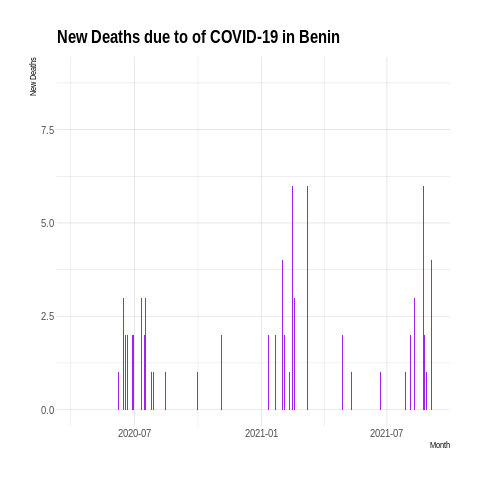 New Deaths due to of COVID-19 in Benin
New Deaths
7.5
5.0
2.5
0.0
2020-07
2021-01
2021-07
Month